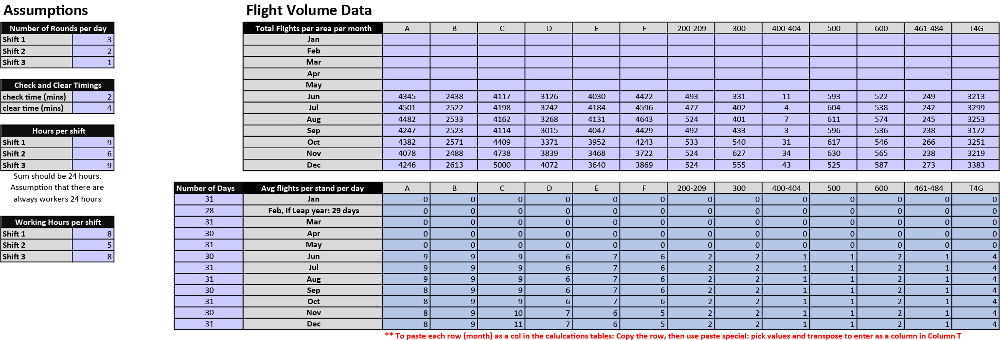 Assumptions
Number of Rounds per day
Shift 1 3
Shift 2 2
Shift 3 1
Check and Clear Timings
check time (mins) 2
clear time (mins) 4
Hours per shift
Shift 1 9
Shift 2 6
Shift 3 9
Sum should be 24 hours.
Assumption that there are
always workers 24 hours
Working Hours per shift
Shift 1 8
Shift 2 5
Shift 3 8
Flight Volume Data
Total Flights per area per month A B C D E F 200-209 300 400-404 500 600 461-484 T4G
Jan
Feb
Mar
Apr
May
Jun 4345 2438 4117 3126 4030 4422 493 331 11 593 522 249 3213
Jul 4501 2522 4198 3242 4184 4596 477 402 4 604 538 242 3299
Aug 4482 2533 4162 3268 4131 4643 524 401 7 611 574 245 3253
Sep 4247 2523 4114 3015 4047 4429 492 433 3 596 536 238 3172
Oct 4382 2571 4409 3371 3952 4243 533 540 31 617 546 266 3251
Nov 4078 2488 4738 3839 3468 3722 524 627 34 630 565 238 3219
Dec 4246 2613 5000 4072 3640 3869 524 555 43 525 587 273 3383
Number of Days Avg flights per stand per day A B C D E F 200-209 300 400-404 500 600 461-484 T4G
31 Jan 0 0 0 0 0 0 0 0 0 0 0 0 0
28 Feb, If Leap year: 29 days 0 0 0 0 0 0 0 0 0 0 0 0 0
31 Mar 0 0 0 0 0 0 0 0 0 0 0 0 0
30 Apr 0 0 0 0 0 0 0 0 0 0 0 0 0
31 May 0 0 0 0 0 0 0 0 0 0 0 0 0
30 Jun 9 9 9 6 7 6 2 2 1 1 2 1 4
31 Jul 9 9 9 6 7 6 2 2 1 1 2 1 4
31 Aug 9 9 9 6 7 6 2 2 1 1 2 1 4
30 Sep 8 9 9 6 7 6 2 2 1 1 2 1 4
31 Oct 8 9 9 6 7 6 2 2 1 1 2 1 4
30 Nov 8 9 10 7 6 5 2 2 1 1 2 1 4
31 Dec 8 9 11 7 6 5 2 2 1 1 2 1 4
** To paste each row (month) as a col in the calulcations tables: Copy the row, then use paste special: pick values and transpose to enter as a column in Column T